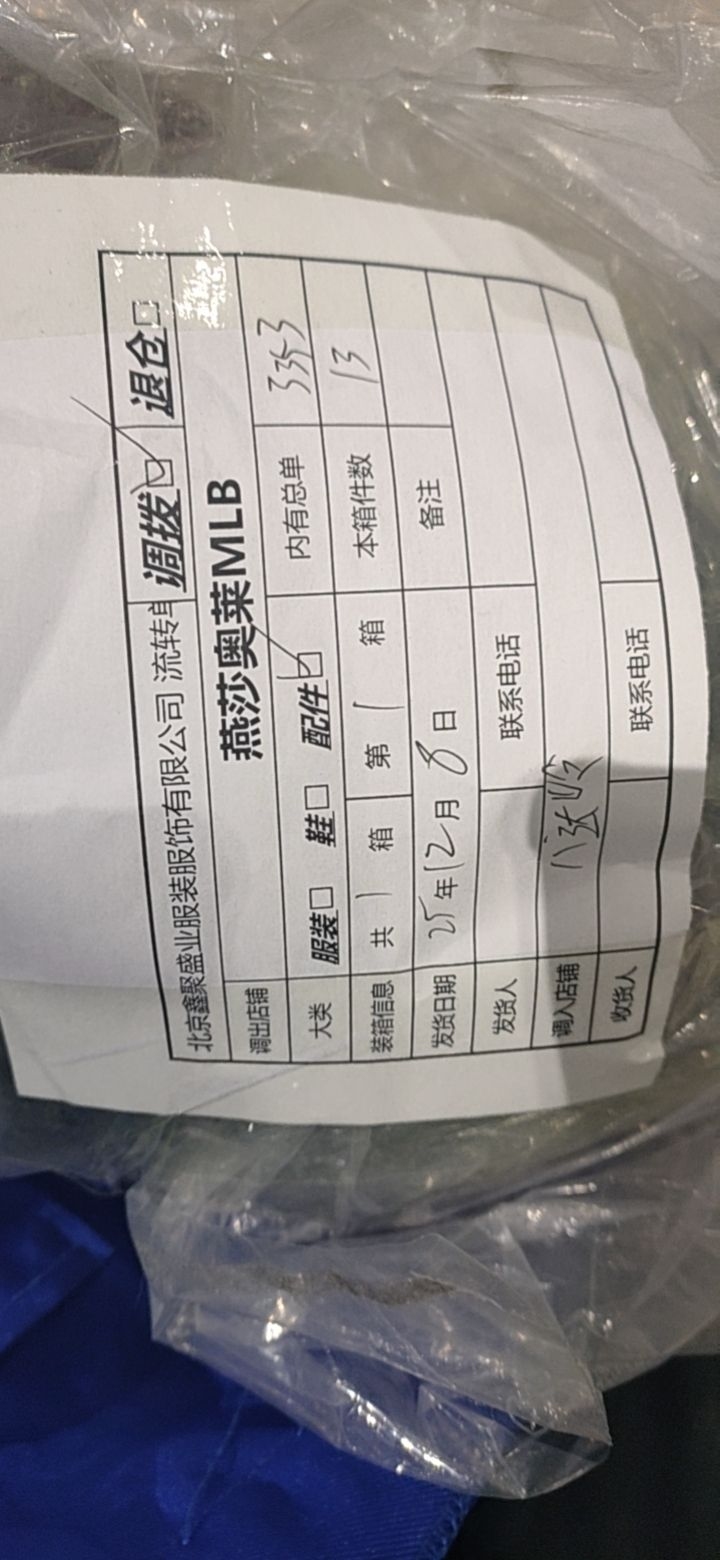 北京鑫聚盛业服装服饰有限公司 流转单 调拨☑ 退仓□
调出店铺 燕莎奥莱MLB
大类 服装□ 鞋□ 配件☑ 内有总单 3353
装箱信息 共 1 箱 第 1 箱 本箱件数 13
发货日期 25年12月8日 备注
发货人 联系电话
调入店铺
收货人 联系电话